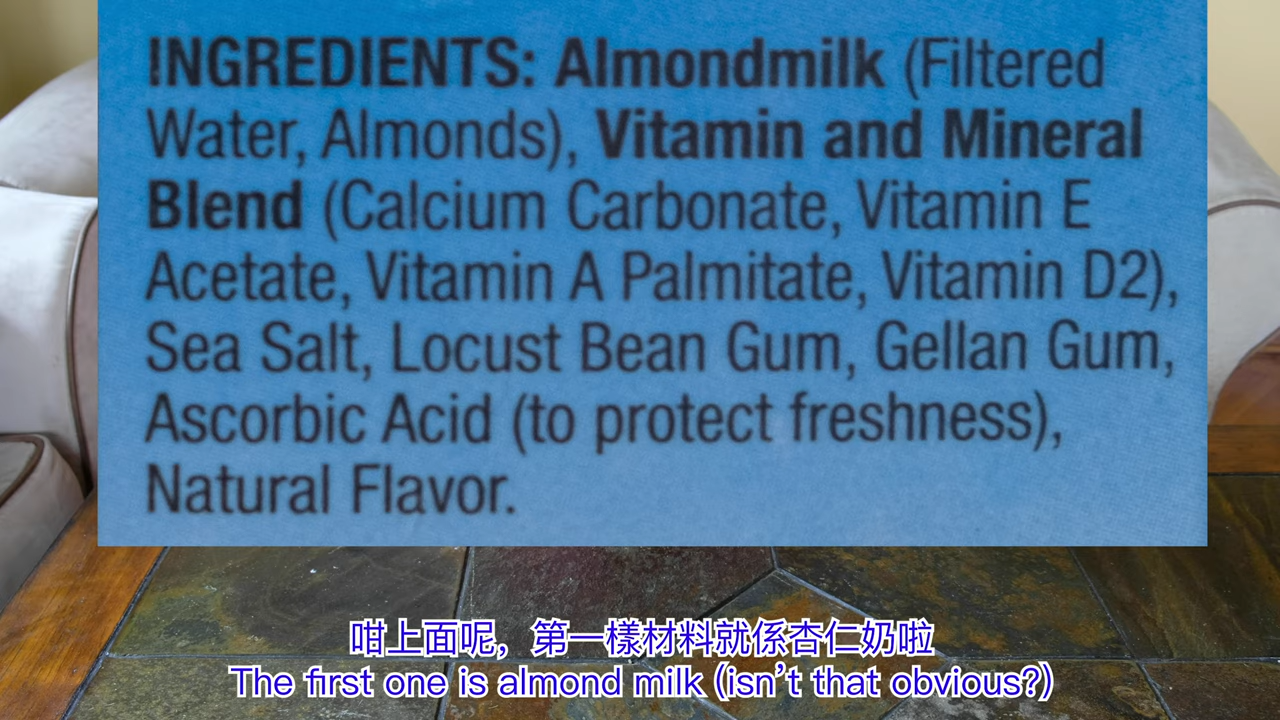 INGREDIENTS: Almondmilk (Filtered
Water, Almonds), Vitamin and Mineral
Blend (Calcium Carbonate, Vitamin E
Acetate, Vitamin A Palmitate, Vitamin D2),
Sea Salt, Locust Bean Gum, Gellan Gum,
Ascorbic Acid (to protect freshness),
Natural Flavor.
咁上面呢，第一樣材料就係杏仁奶啦
The first one is almond milk (isn't that obvious?)